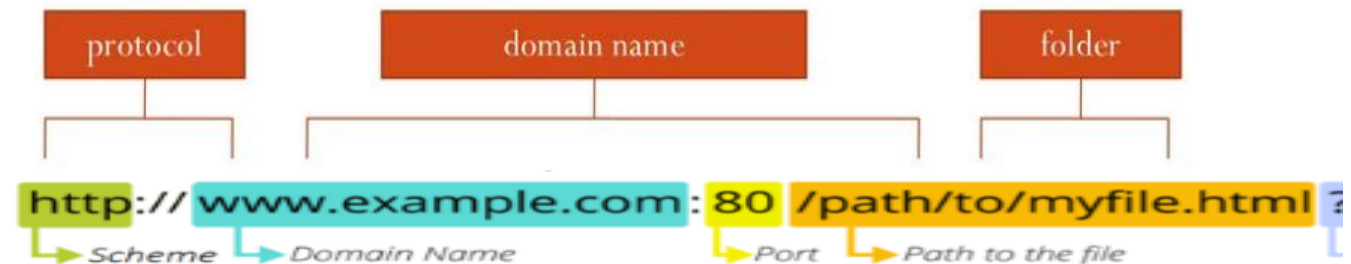 protocol domain name folder
http://www.example.com:80/path/to/myfile.html?
Scheme Domain Name Port Path to the file